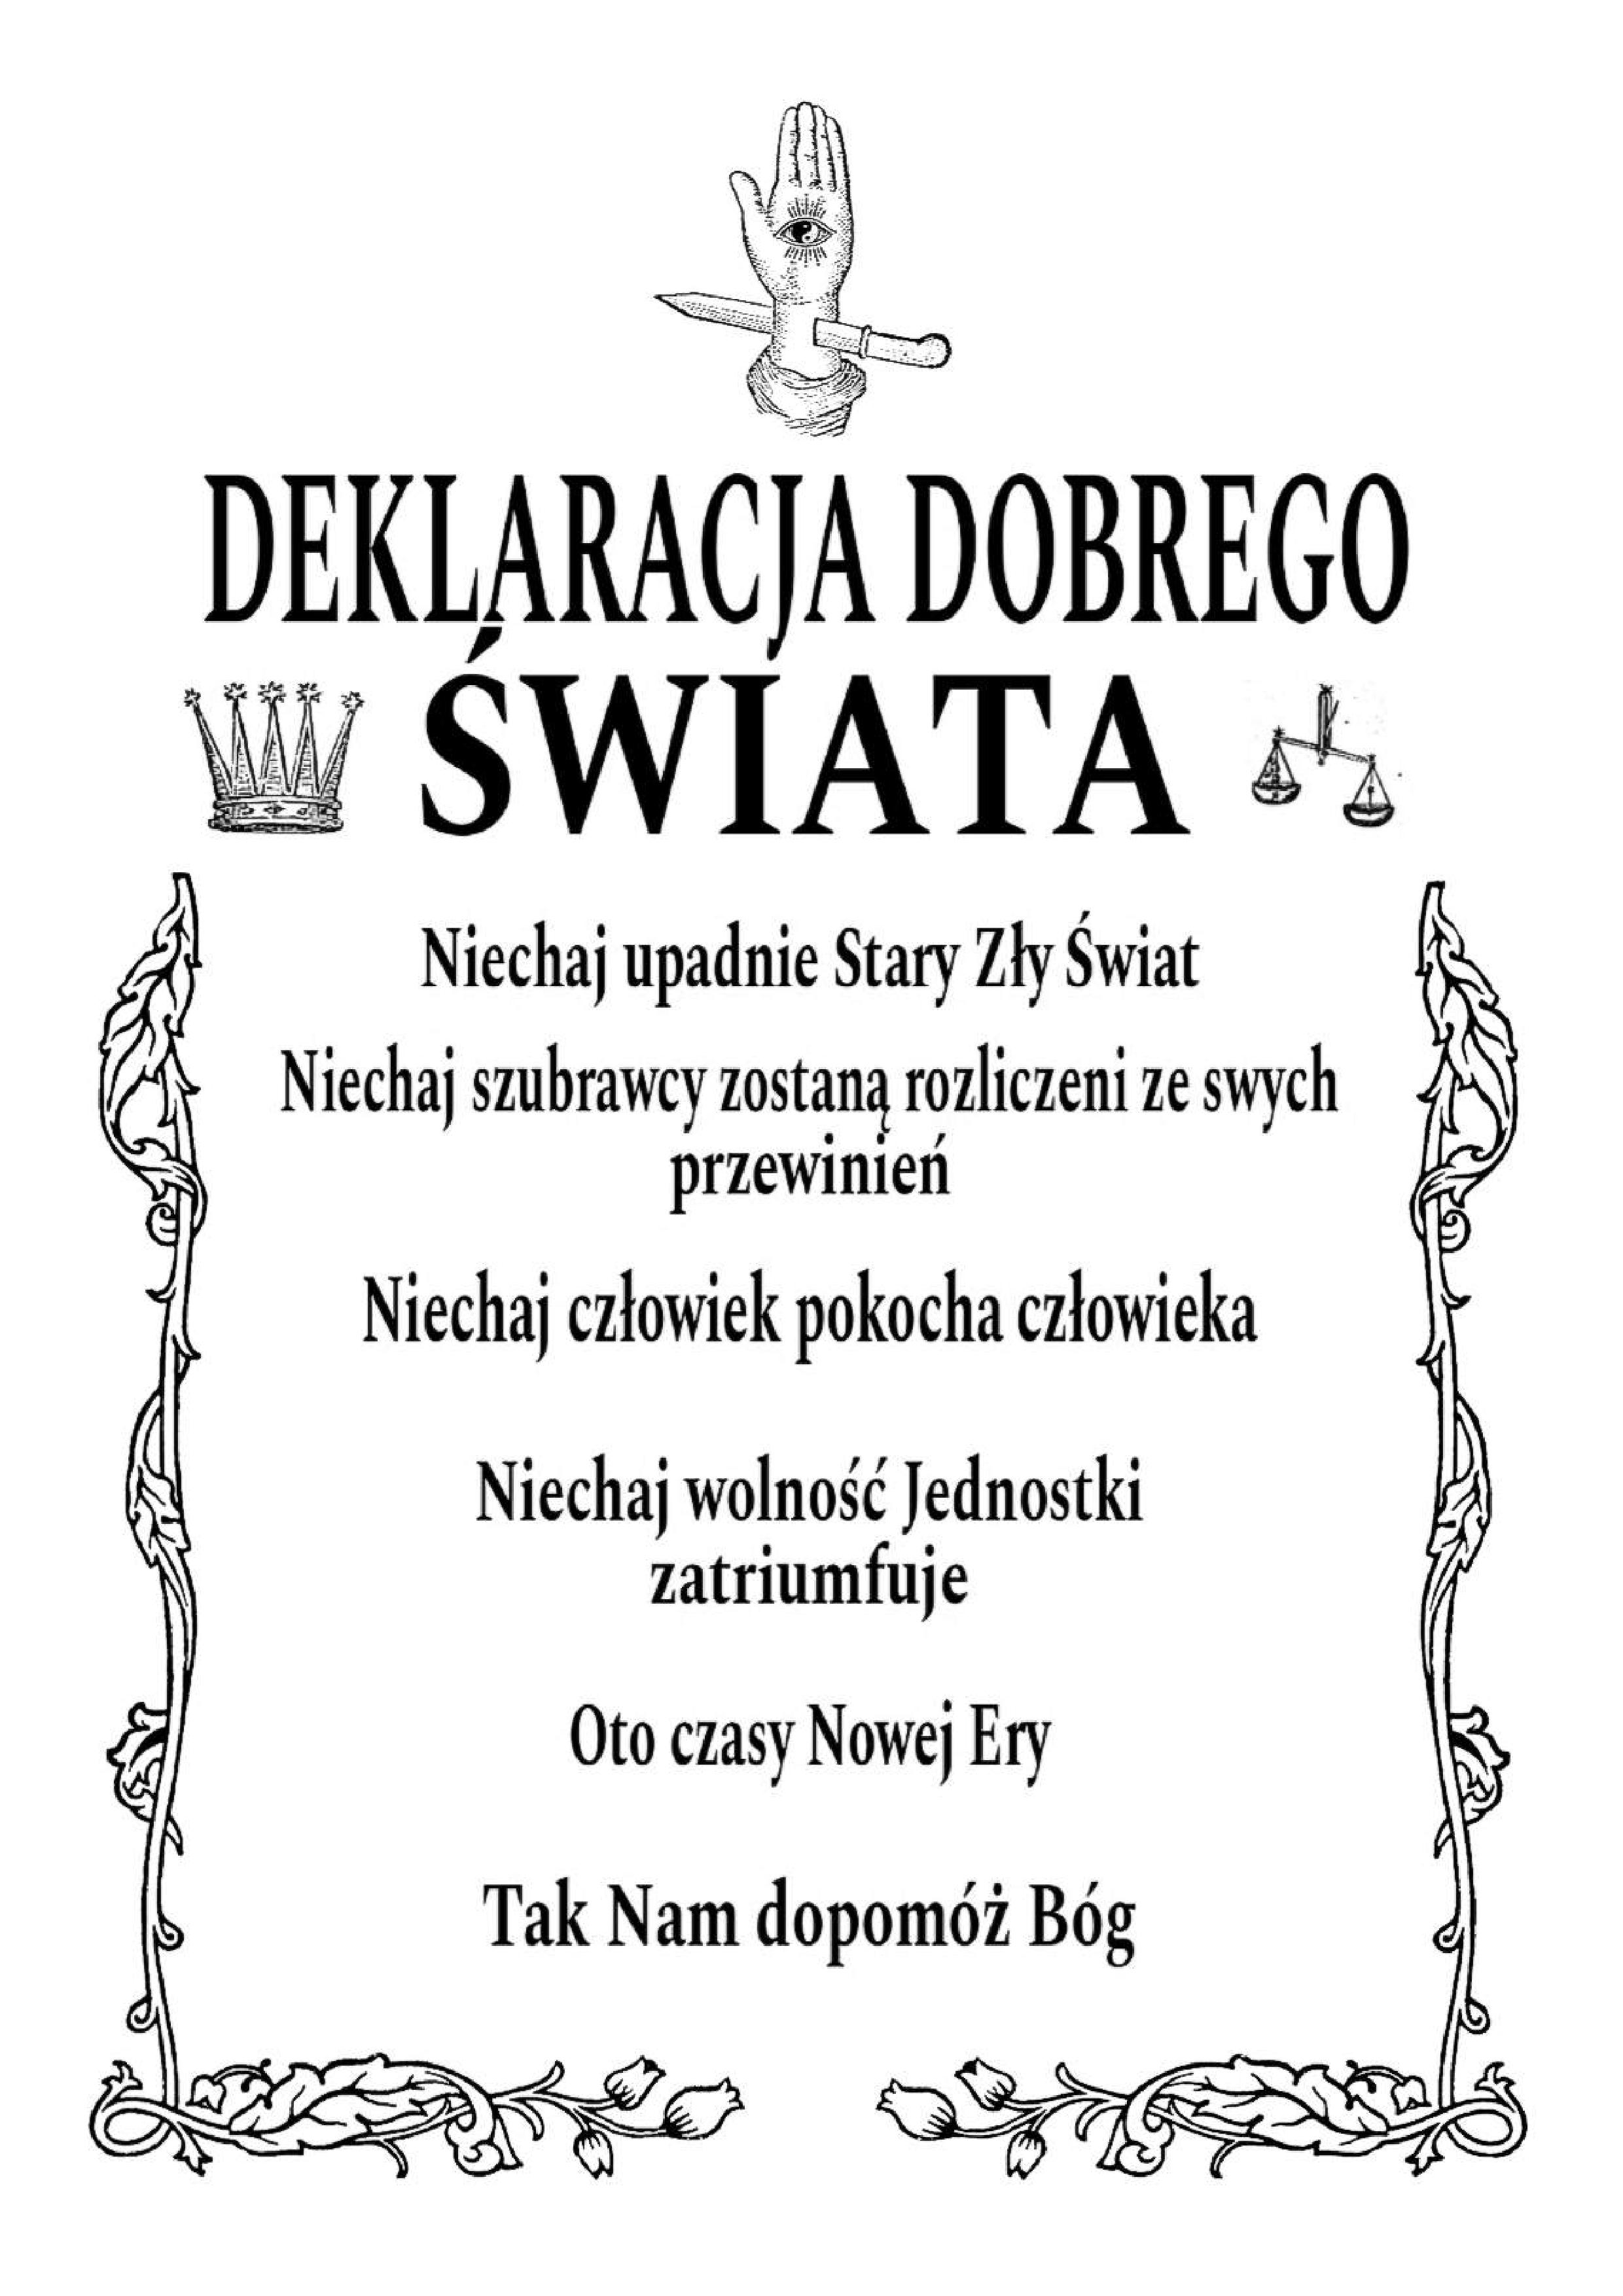 DEKLARACJA DOBREGO
ŚWIATA
Niechaj upadnie Stary Zły Świat
Niechaj szubrawcy zostaną rozliczeni ze swych
przewinień
Niechaj człowiek pokocha człowieka
Niechaj wolność Jednostki
zatriumfuje
Oto czasy Nowej Ery
Tak Nam dopomóż Bóg